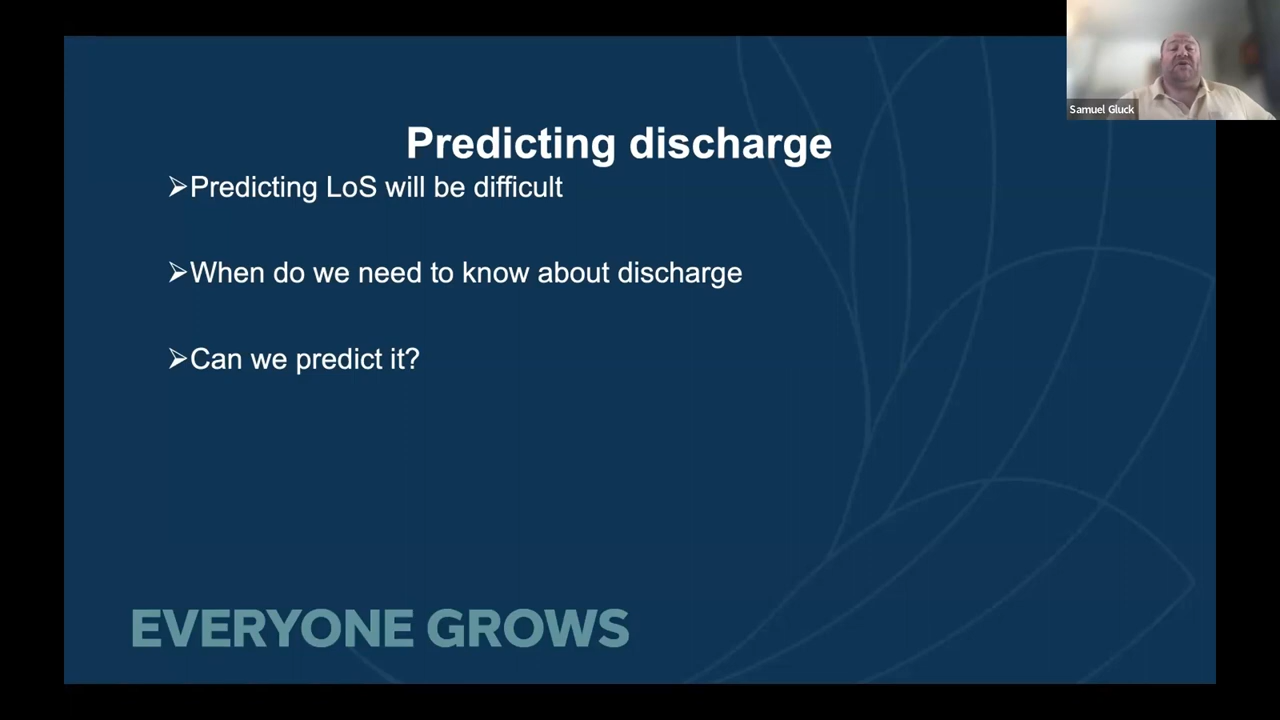 Samuel Gluck
Predicting discharge
➢Predicting LoS will be difficult
➢When do we need to know about discharge
➢Can we predict it?
EVERYONE GROWS